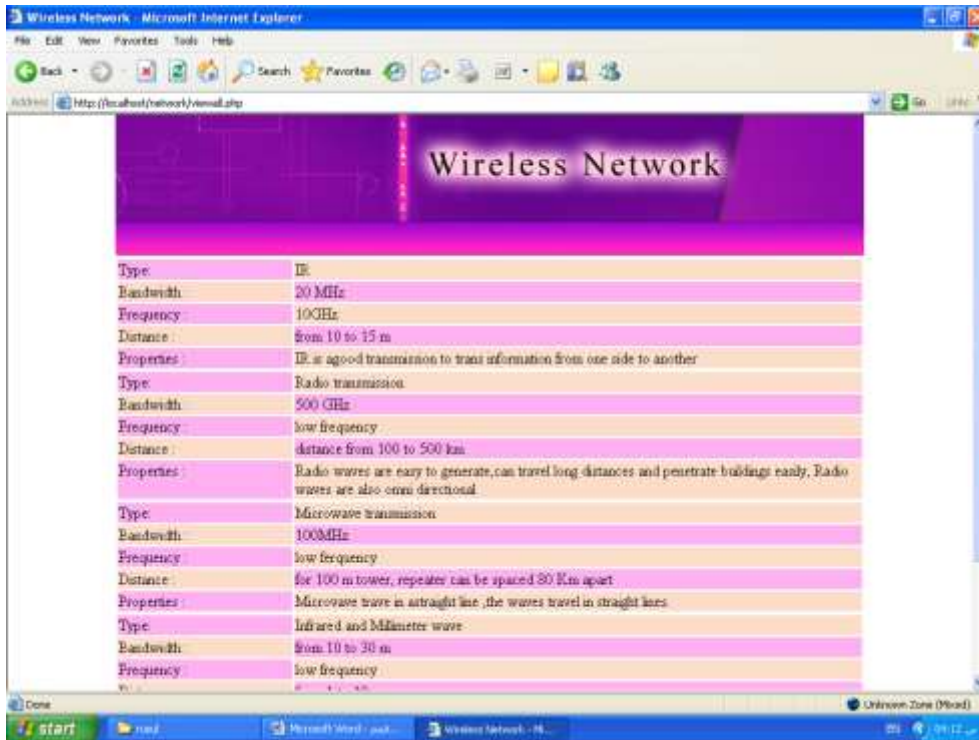 Wireless Network - Microsoft Internet Explorer
File Edit View Favorites Tools Help
Back Search Favorites
Address http://localhost/network/viewall.php Go
Wireless Network
Type: IR
Bandwidth : 20 MHz
Frequency : 10GHz
Distance : from 10 to 15 m
Properties : IR is agood transmission to trans information from one side to another
Type: Radio transmission
Bandwidth : 500 GHz
Frequency : low frequency
Distance : distance from 100 to 500 km
Properties : Radio waves are easy to generate,can travel long distances and penetrate buildings easily, Radio
waves are also omni directional
Type: Microwave transmission
Bandwidth : 100MHz
Frequency : low ferquency
Distance : for 100 m tower, repeater can be spaced 80 Km apart
Properties : Microvave trave in astraight line ,the waves travel in straight lines
Type: Infrared and Millimeter wave
Bandwidth : from 10 to 30 m
Frequency : low frequency
Done Unknown Zone (Mixed)
start Microsoft Word - Wireless Network - Mi... EN 09:12